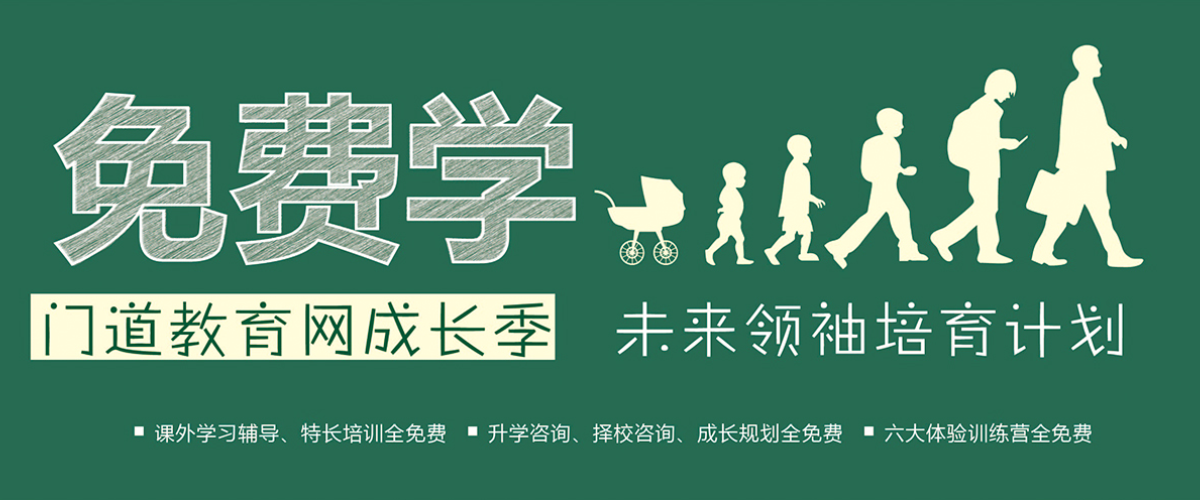 免费学
门道教育网成长季
未来领袖培育计划
■ 课外学习辅导、特长培训全免费 ■ 升学咨询、择校咨询、成长规划全免费 ■ 六大体验训练营全免费